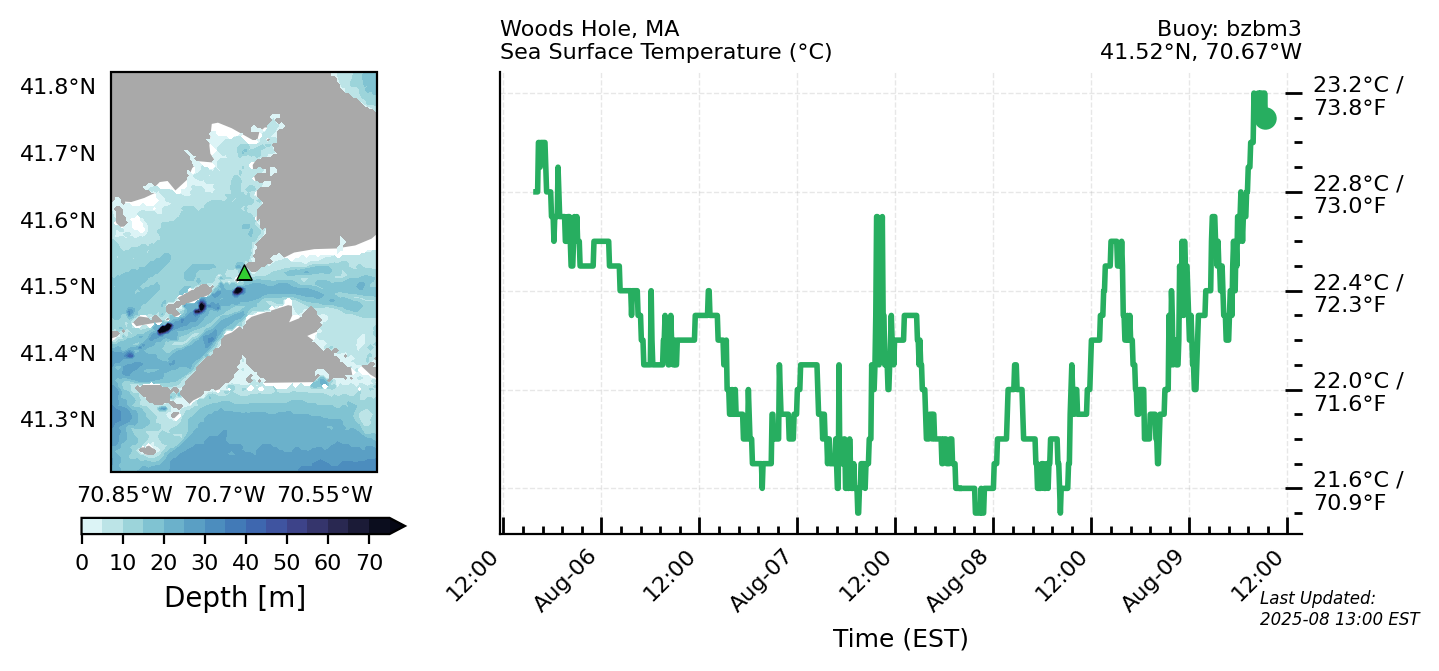 Woods Hole, MA
Sea Surface Temperature (°C)
Buoy: bzbm3
41.52°N, 70.67°W
41.8°N
41.7°N
41.6°N
41.5°N
41.4°N
41.3°N
70.85°W 70.7°W 70.55°W
0 10 20 30 40 50 60 70
Depth [m]
23.2°C /
73.8°F
22.8°C /
73.0°F
22.4°C /
72.3°F
22.0°C /
71.6°F
21.6°C /
70.9°F
12:00 Aug-06 12:00 Aug-07 12:00 Aug-08 12:00 Aug-09 12:00
Time (EST)
Last Updated:
2025-08 13:00 EST